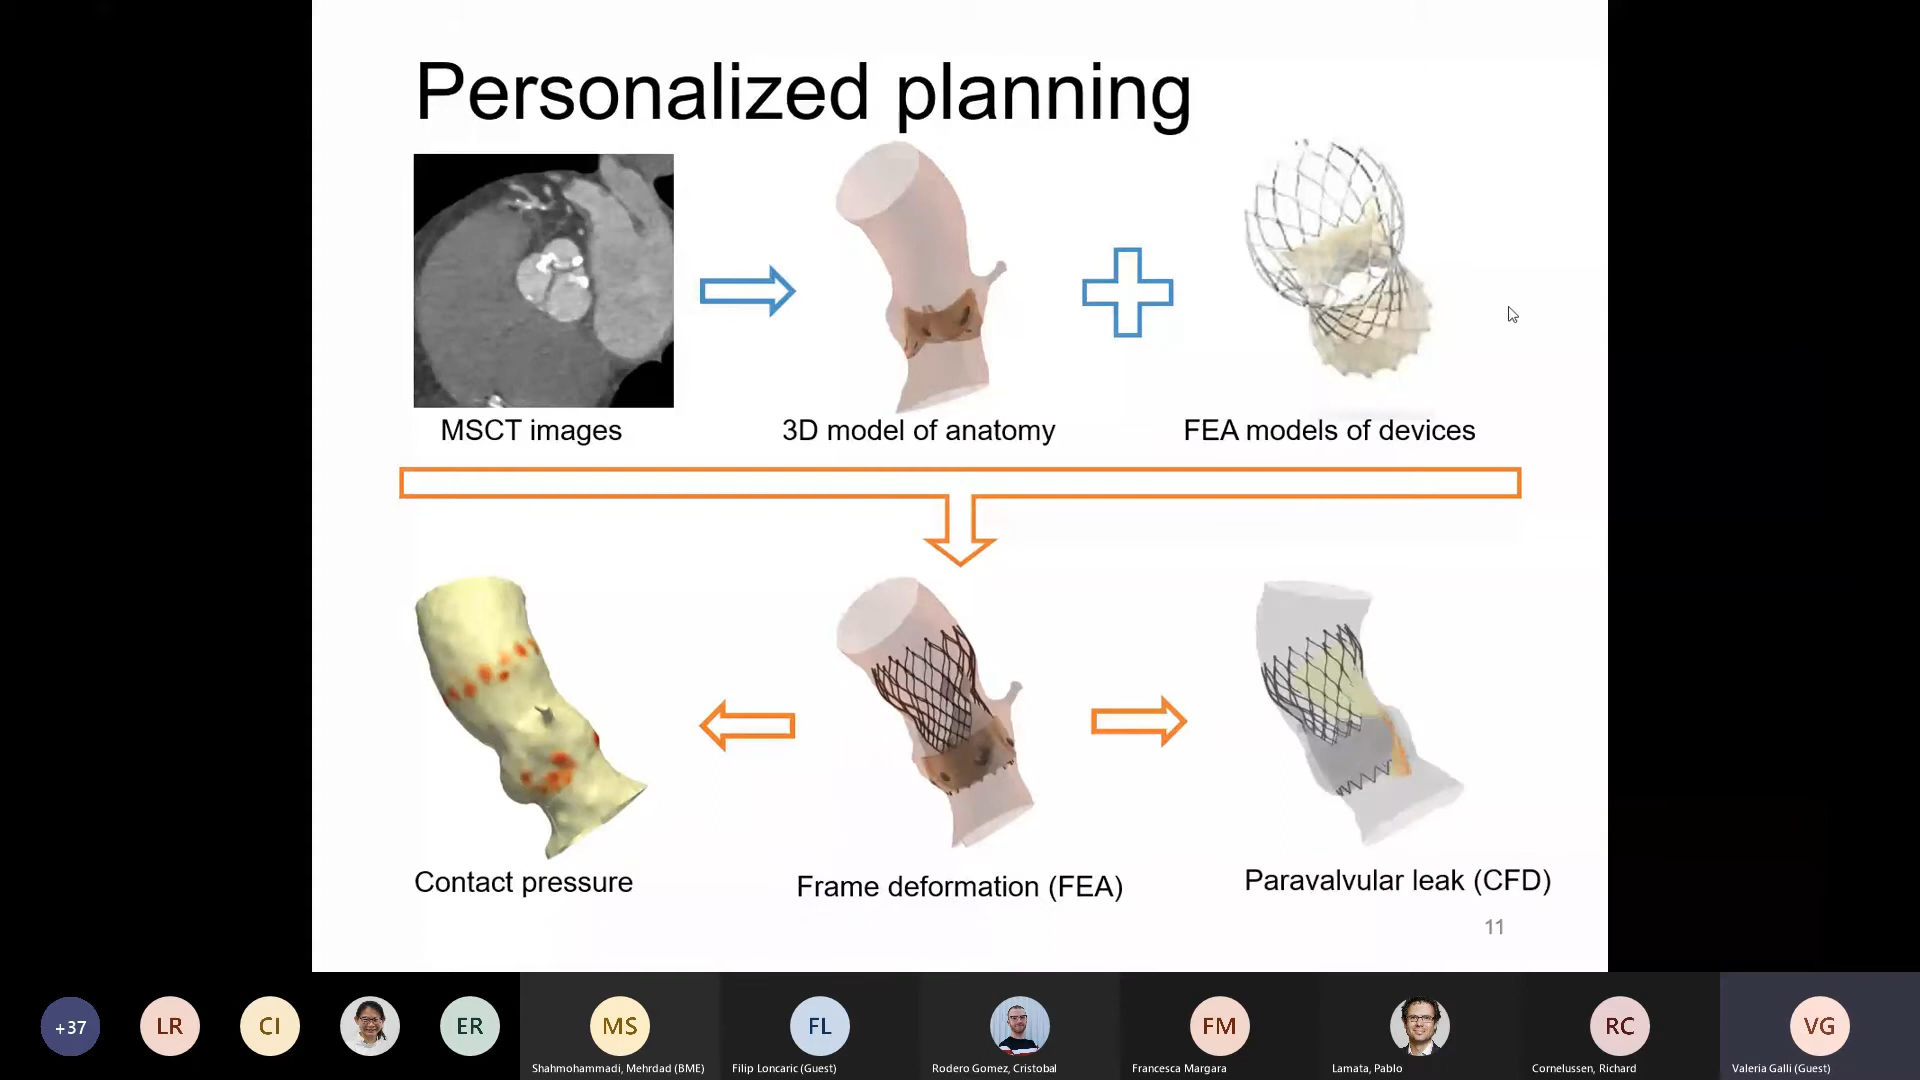 Personalized planning
MSCT images
3D model of anatomy
FEA models of devices
Contact pressure
Frame deformation (FEA)
Paravalvular leak (CFD)
11
+37
LR
CI
ER
MS
FL
FM
RC
VG
Shahmohammadi, Mehrdad (BME)
Filip Loncaric (Guest)
Rodero Gomez, Cristobal
Francesca Margara
Lamata, Pablo
Cornelussen, Richard
Valeria Galli (Guest)